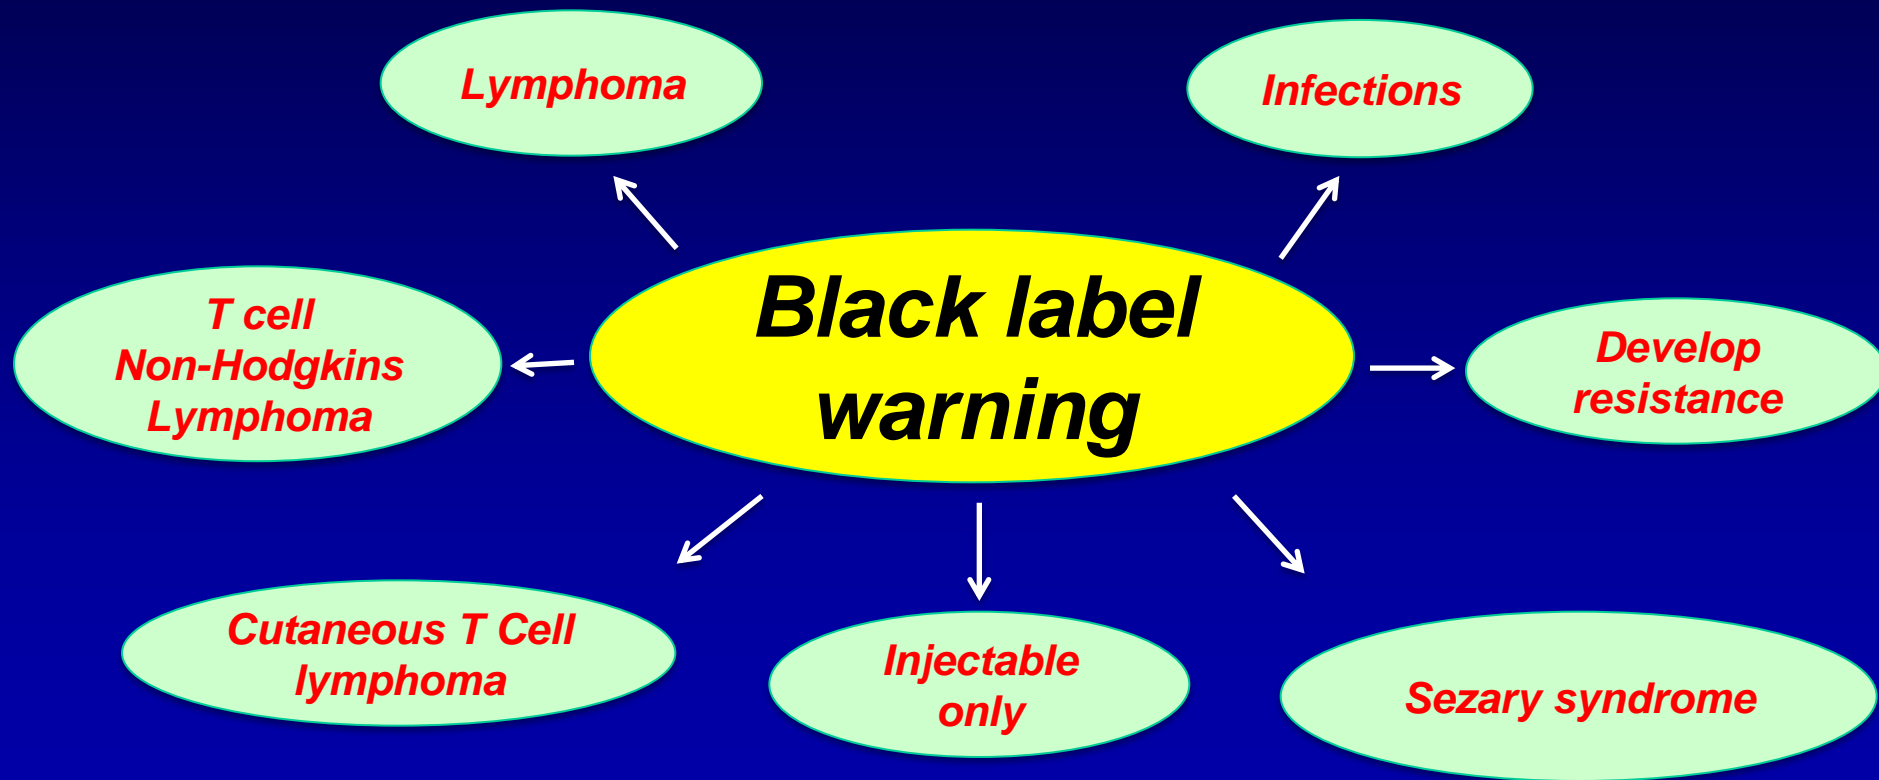 Lymphoma
Infections
Black label
warning
T cell
Non-Hodgkins
Lymphoma
Develop
resistance
Cutaneous T Cell
lymphoma
Injectable
only
Sezary syndrome